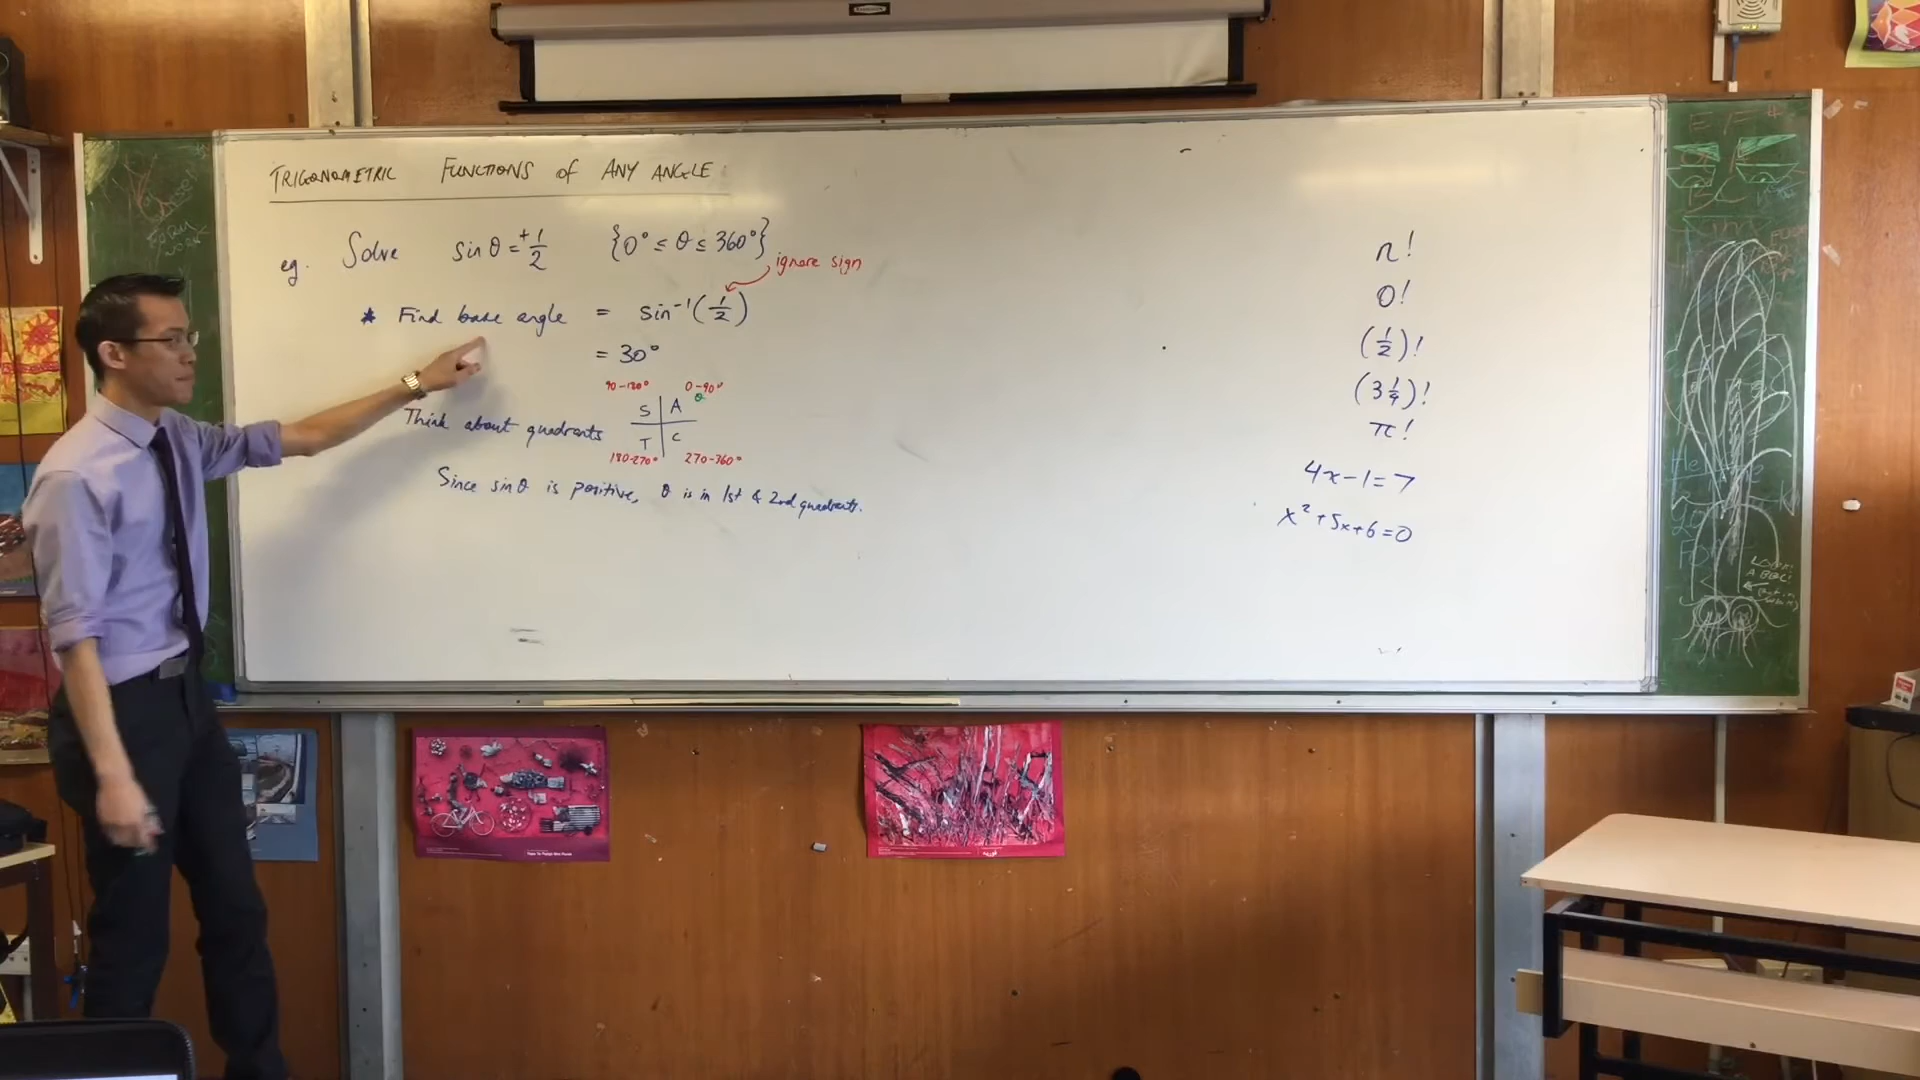 TRIGONOMETRIC FUNCTIONS of ANY ANGLE
eg. Solve sin θ = +1/2 {0° ≤ θ ≤ 360°}
ignore sign
* Find base angle = sin⁻¹(1/2)
= 30°
90-180° 0-90°
θ
S A
Think about quadrants
T C
180-270° 270-360°
Since sin θ is positive, θ is in 1st & 2nd quadrants.
n!
0!
(1/2)!
(3 1/4)!
π!
4x-1=7
x²+5x+6=0